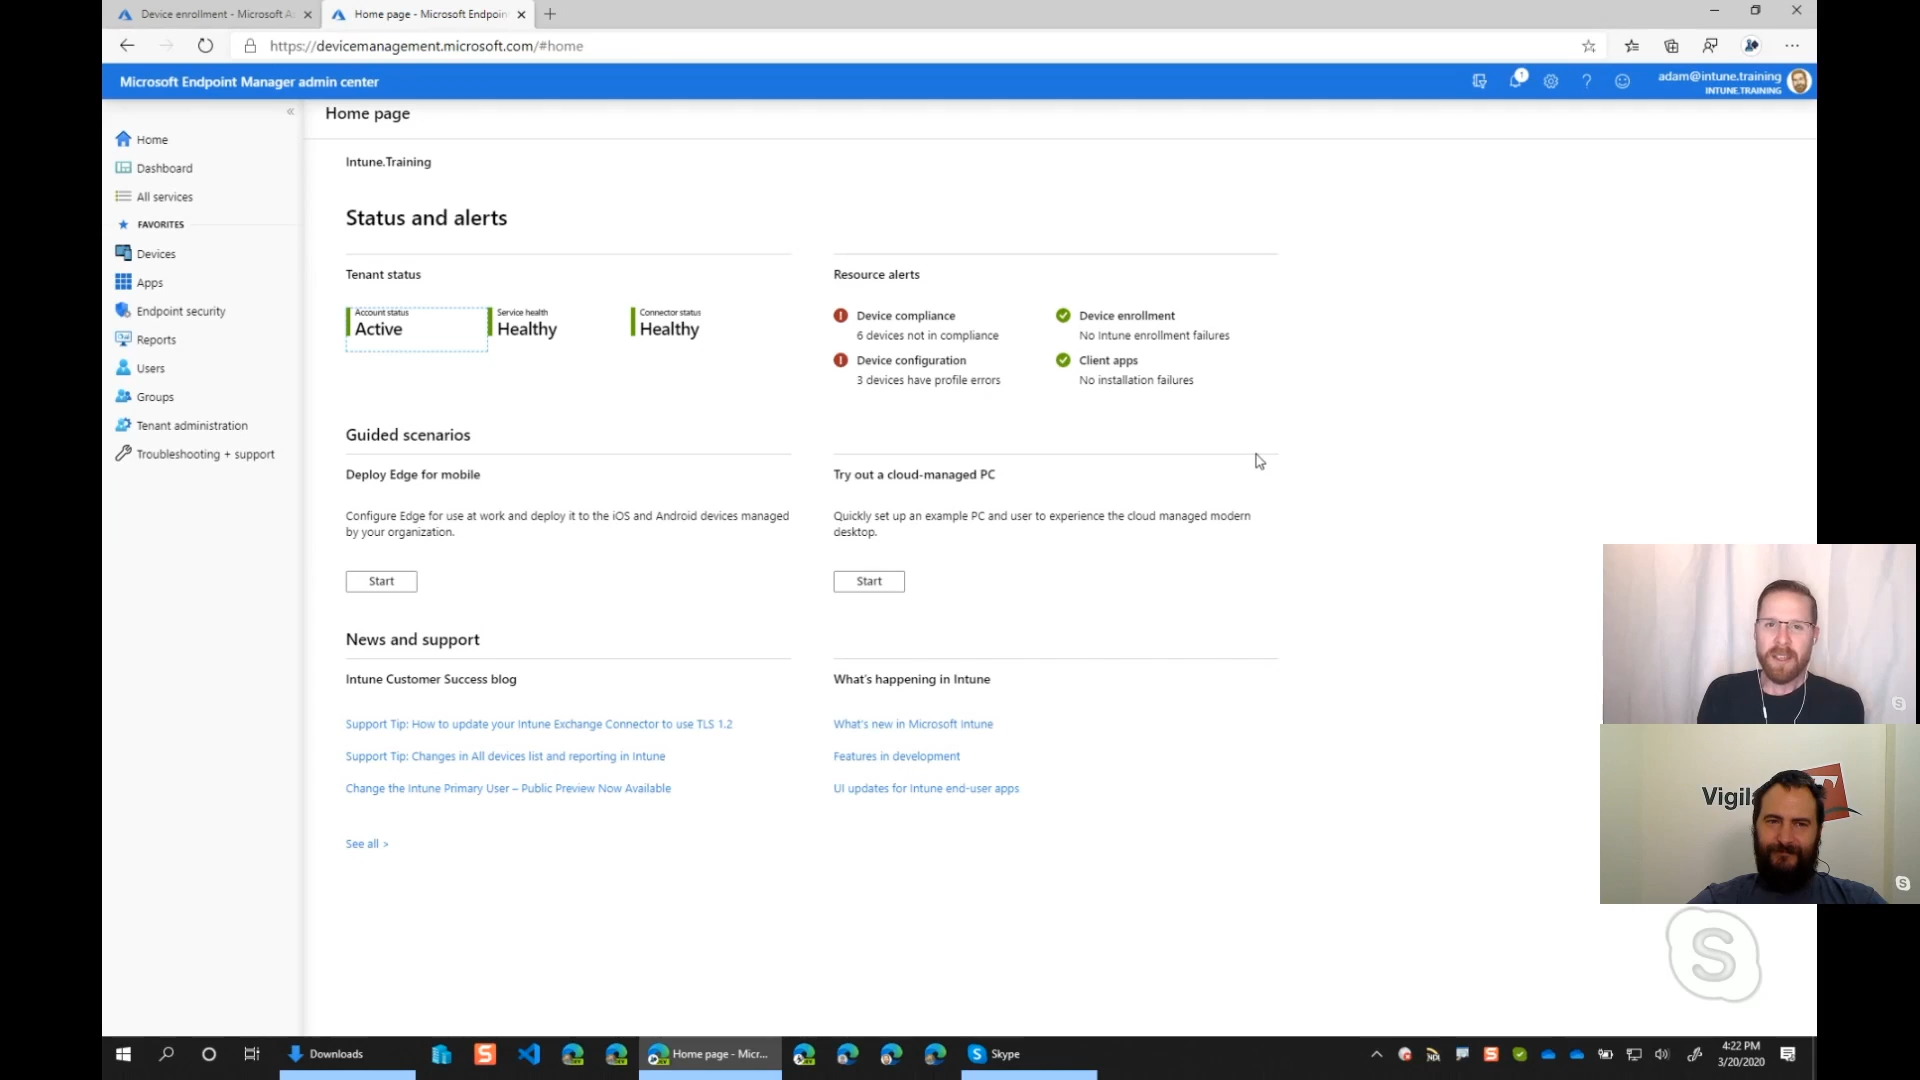 Device enrollment - Microsoft A
Home page - Microsoft Endpoin
https://devicemanagement.microsoft.com/#home
Microsoft Endpoint Manager admin center
1
adam@intune.training
INTUNE.TRAINING
Home page
Home
Dashboard
All services
FAVORITES
Devices
Apps
Endpoint security
Reports
Users
Groups
Tenant administration
Troubleshooting + support
Intune.Training
Status and alerts
Tenant status
Account status
Active
Service health
Healthy
Connector status
Healthy
Resource alerts
Device compliance
6 devices not in compliance
Device configuration
3 devices have profile errors
Device enrollment
No Intune enrollment failures
Client apps
No installation failures
Guided scenarios
Deploy Edge for mobile
Configure Edge for use at work and deploy it to the iOS and Android devices managed
by your organization.
Start
Try out a cloud-managed PC
Quickly set up an example PC and user to experience the cloud managed modern
desktop.
Start
News and support
Intune Customer Success blog
Support Tip: How to update your Intune Exchange Connector to use TLS 1.2
Support Tip: Changes in All devices list and reporting in Intune
Change the Intune Primary User – Public Preview Now Available
See all >
What's happening in Intune
What's new in Microsoft Intune
Features in development
UI updates for Intune end-user apps
Vigila
S
Downloads
Home page - Micr...
Skype
4:22 PM
3/20/2020